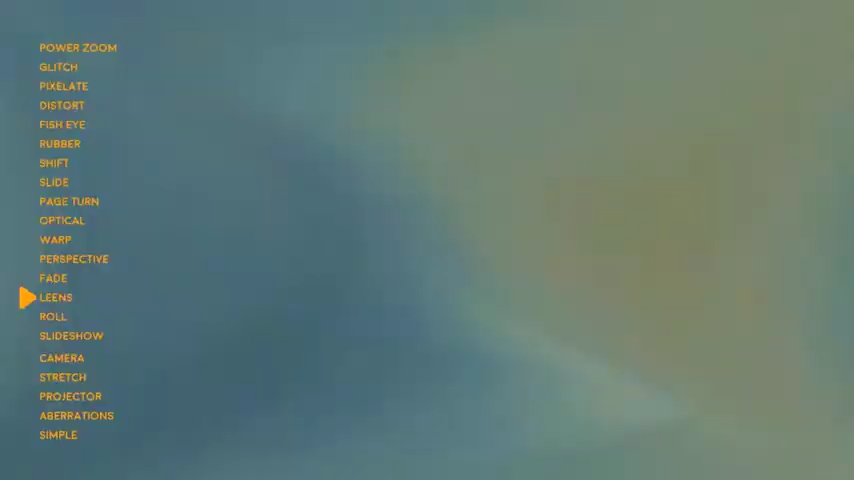 POWER ZOOM
GLITCH
PIXELATE
DISTORT
FISH EYE
RUBBER
SHIFT
SLIDE
PAGE TURN
OPTICAL
WARP
PERSPECTIVE
FADE
LEENS
ROLL
SLIDESHOW
CAMERA
STRETCH
PROJECTOR
ABERRATIONS
SIMPLE